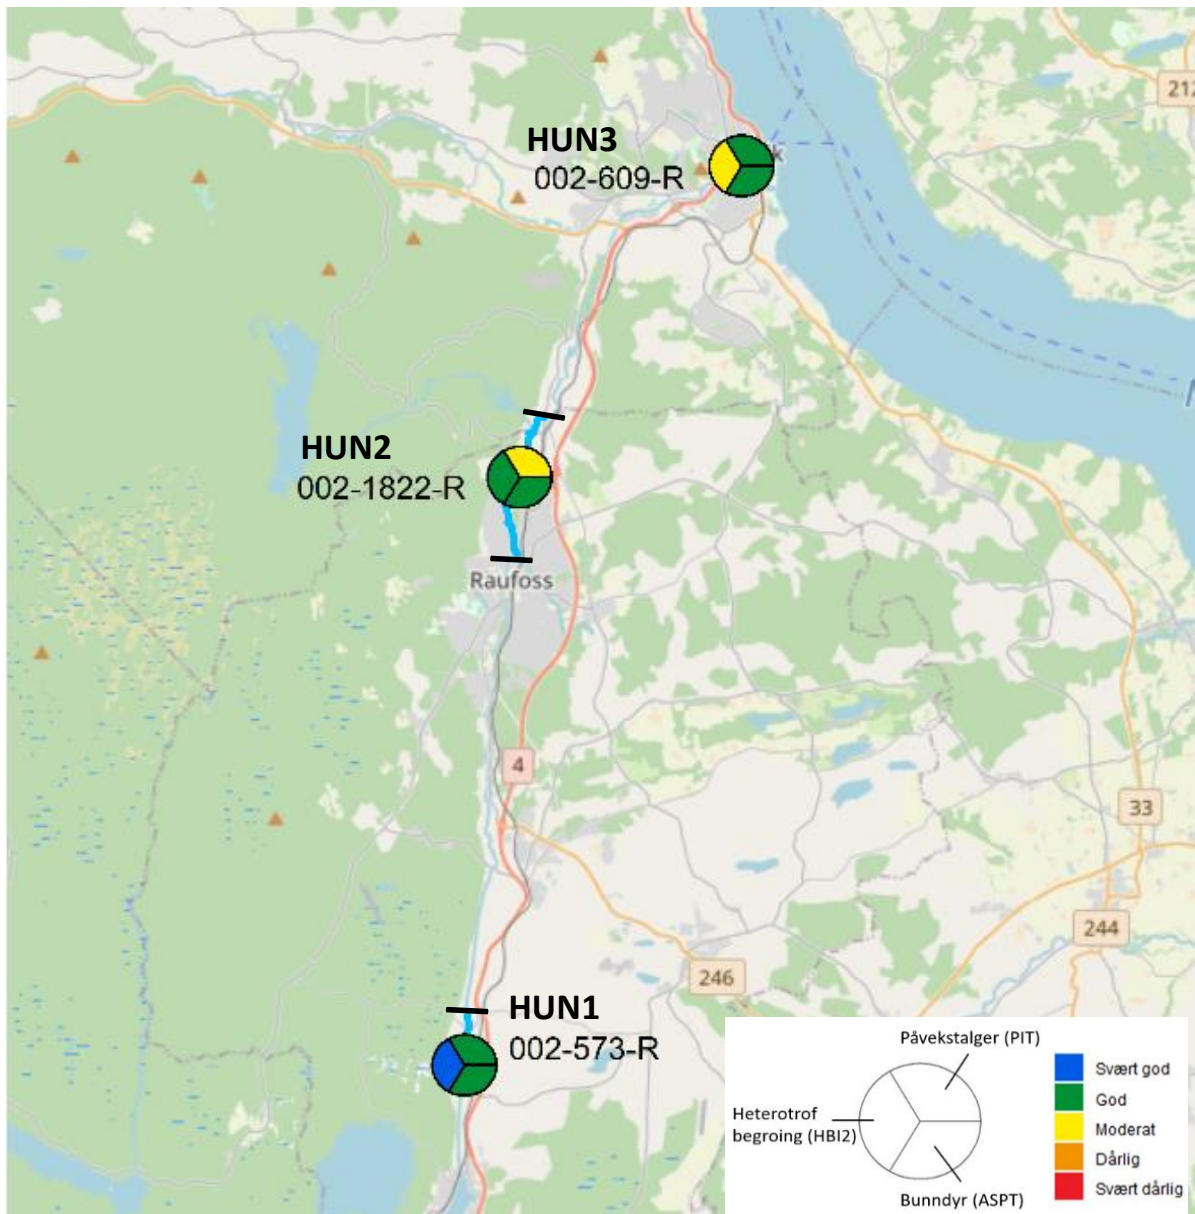 212
HUN3
002-609-R
HUN2
002-1822-R
Raufoss
4
33
244
246
HUN1
002-573-R
Påvekstalger (PIT)
Heterotrof
begroing (HBI2)
Bunndyr (ASPT)
Svært god
God
Moderat
Dårlig
Svært dårlig